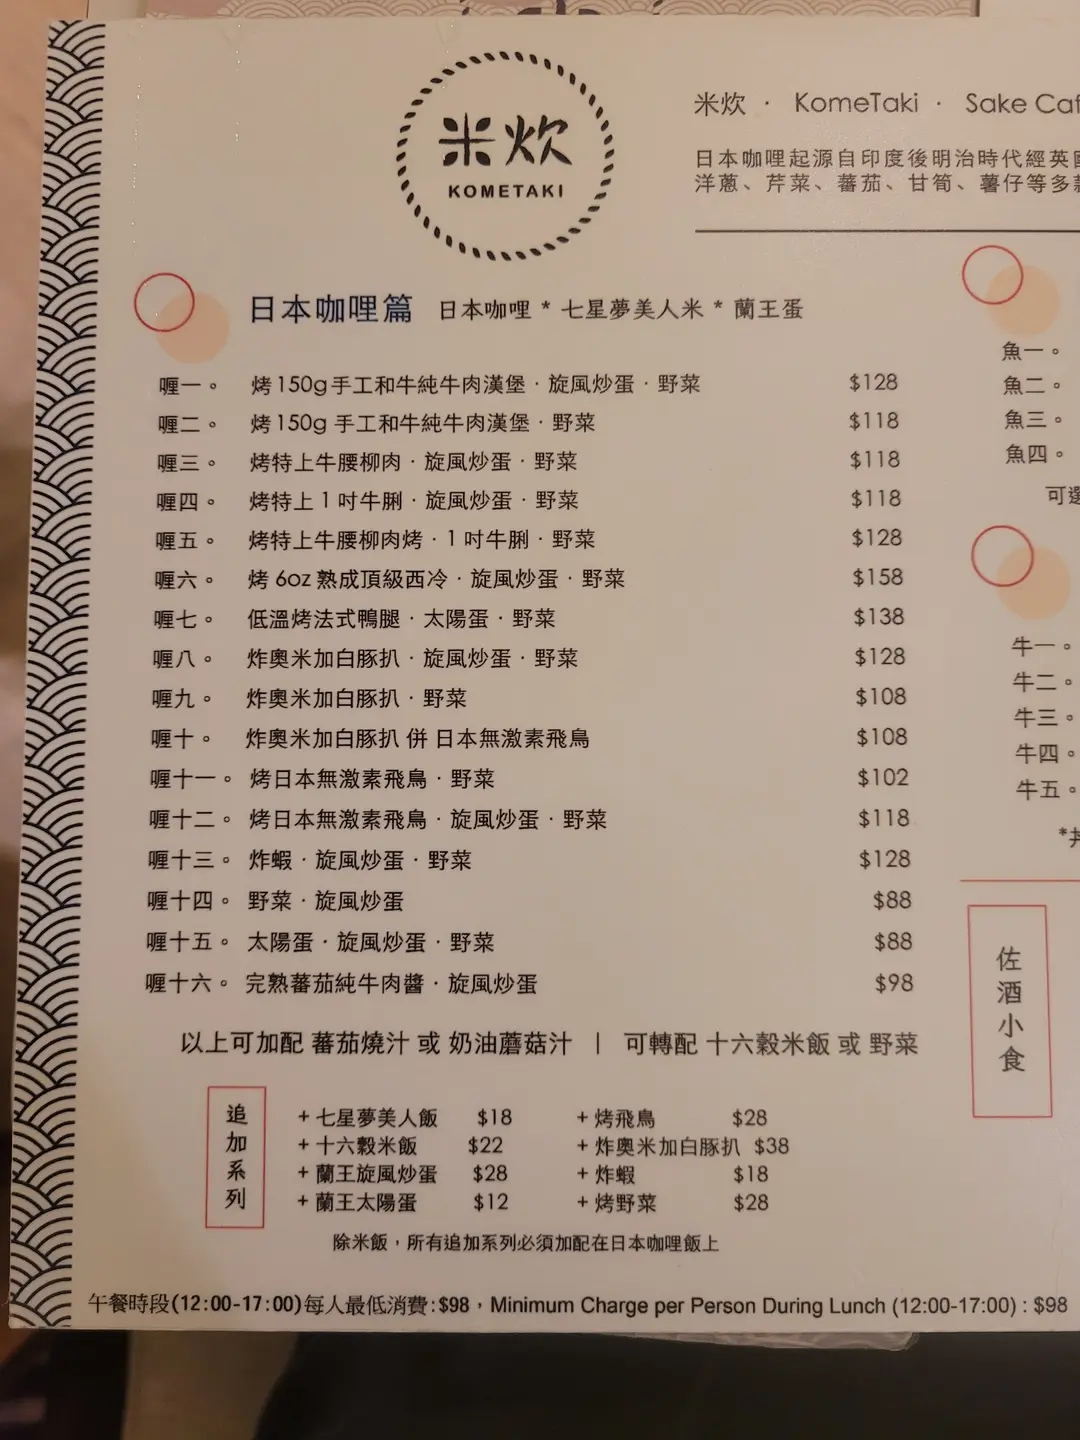 米炊
KOMETAKI
米炊 · KomeTaki · Sake
日本咖哩起源自印度後明治時代經英
洋蔥、芹菜、蕃茄、甘筍、薯仔等多
日本咖哩篇 日本咖哩 * 七星夢美人米 * 蘭王蛋
喱一。 烤150g手工和牛純牛肉漢堡 · 旋風炒蛋 · 野菜 $128
喱二。 烤150g 手工和牛純牛肉漢堡 · 野菜 $118
喱三。 烤特上牛腰柳肉 · 旋風炒蛋 · 野菜 $118
喱四。 烤特上1吋牛脷 · 旋風炒蛋 · 野菜 $118
喱五。 烤特上牛腰柳肉烤 · 1吋牛脷 · 野菜 $128
喱六。 烤 6oz 熟成頂級西冷 · 旋風炒蛋 · 野菜 $158
喱七。 低溫烤法式鴨腿 · 太陽蛋 · 野菜 $138
喱八。 炸奧米加白豚扒 · 旋風炒蛋 · 野菜 $128
喱九。 炸奧米加白豚扒 · 野菜 $108
喱十。 炸奧米加白豚扒 併 日本無激素飛鳥 $108
喱十一。 烤日本無激素飛鳥 · 野菜 $102
喱十二。 烤日本無激素飛鳥 · 旋風炒蛋 · 野菜 $118
喱十三。 炸蝦 · 旋風炒蛋 · 野菜 $128
喱十四。 野菜 · 旋風炒蛋 $88
喱十五。 太陽蛋 · 旋風炒蛋 · 野菜 $88
喱十六。 完熟蕃茄純牛肉醬 · 旋風炒蛋 $98
以上可加配 蕃茄燒汁 或 奶油蘑菇汁 | 可轉配 十六穀米飯 或 野菜
追加系列
+ 七星夢美人飯 $18 + 烤飛鳥 $28
+ 十六穀米飯 $22 + 炸奧米加白豚扒 $38
+ 蘭王旋風炒蛋 $28 + 炸蝦 $18
+ 蘭王太陽蛋 $12 + 烤野菜 $28
除米飯，所有追加系列必須加配在日本咖哩飯上
魚一。
魚二。
魚三。
魚四。
可選
牛一。
牛二。
牛三。
牛四。
牛五。
佐酒小食
午餐時段(12:00-17:00)每人最低消費:$98，Minimum Charge per Person During Lunch (12:00-17:00) : $98